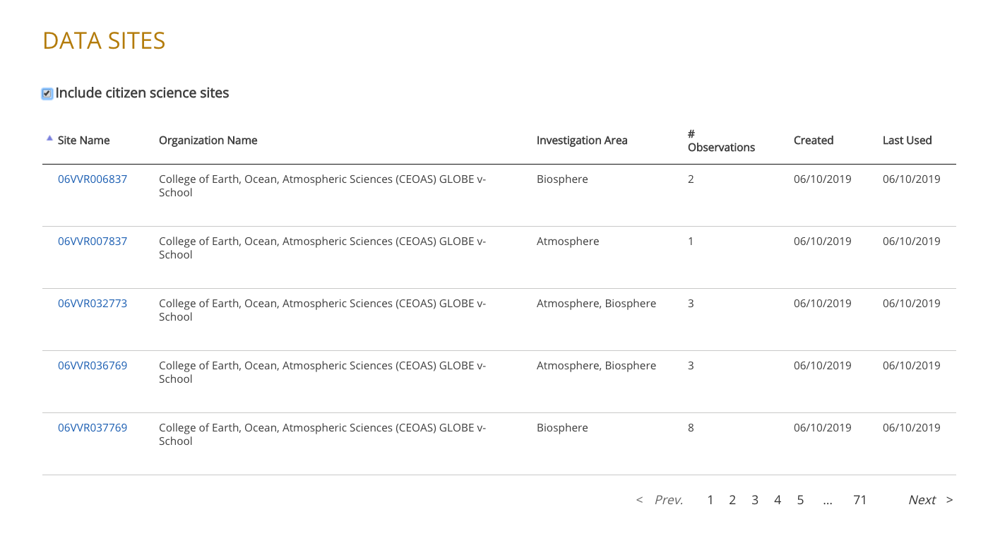 DATA SITES
Include citizen science sites
Site Name Organization Name Investigation Area # Observations Created Last Used
06VVR006837 College of Earth, Ocean, Atmospheric Sciences (CEOAS) GLOBE v- Biosphere 2 06/10/2019 06/10/2019
School
06VVR007837 College of Earth, Ocean, Atmospheric Sciences (CEOAS) GLOBE v- Atmosphere 1 06/10/2019 06/10/2019
School
06VVR032773 College of Earth, Ocean, Atmospheric Sciences (CEOAS) GLOBE v- Atmosphere, Biosphere 3 06/10/2019 06/10/2019
School
06VVR036769 College of Earth, Ocean, Atmospheric Sciences (CEOAS) GLOBE v- Atmosphere, Biosphere 3 06/10/2019 06/10/2019
School
06VVR037769 College of Earth, Ocean, Atmospheric Sciences (CEOAS) GLOBE v- Biosphere 8 06/10/2019 06/10/2019
School
< Prev. 1 2 3 4 5 ... 71 Next >